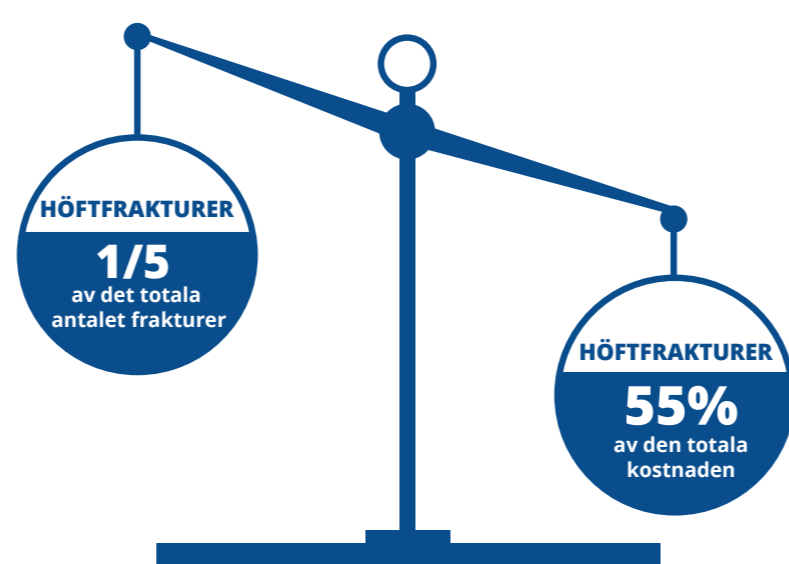 HÖFTFRAKTURER
1/5
av det totala
antalet frakturer
HÖFTFRAKTURER
55%
av den totala
kostnaden